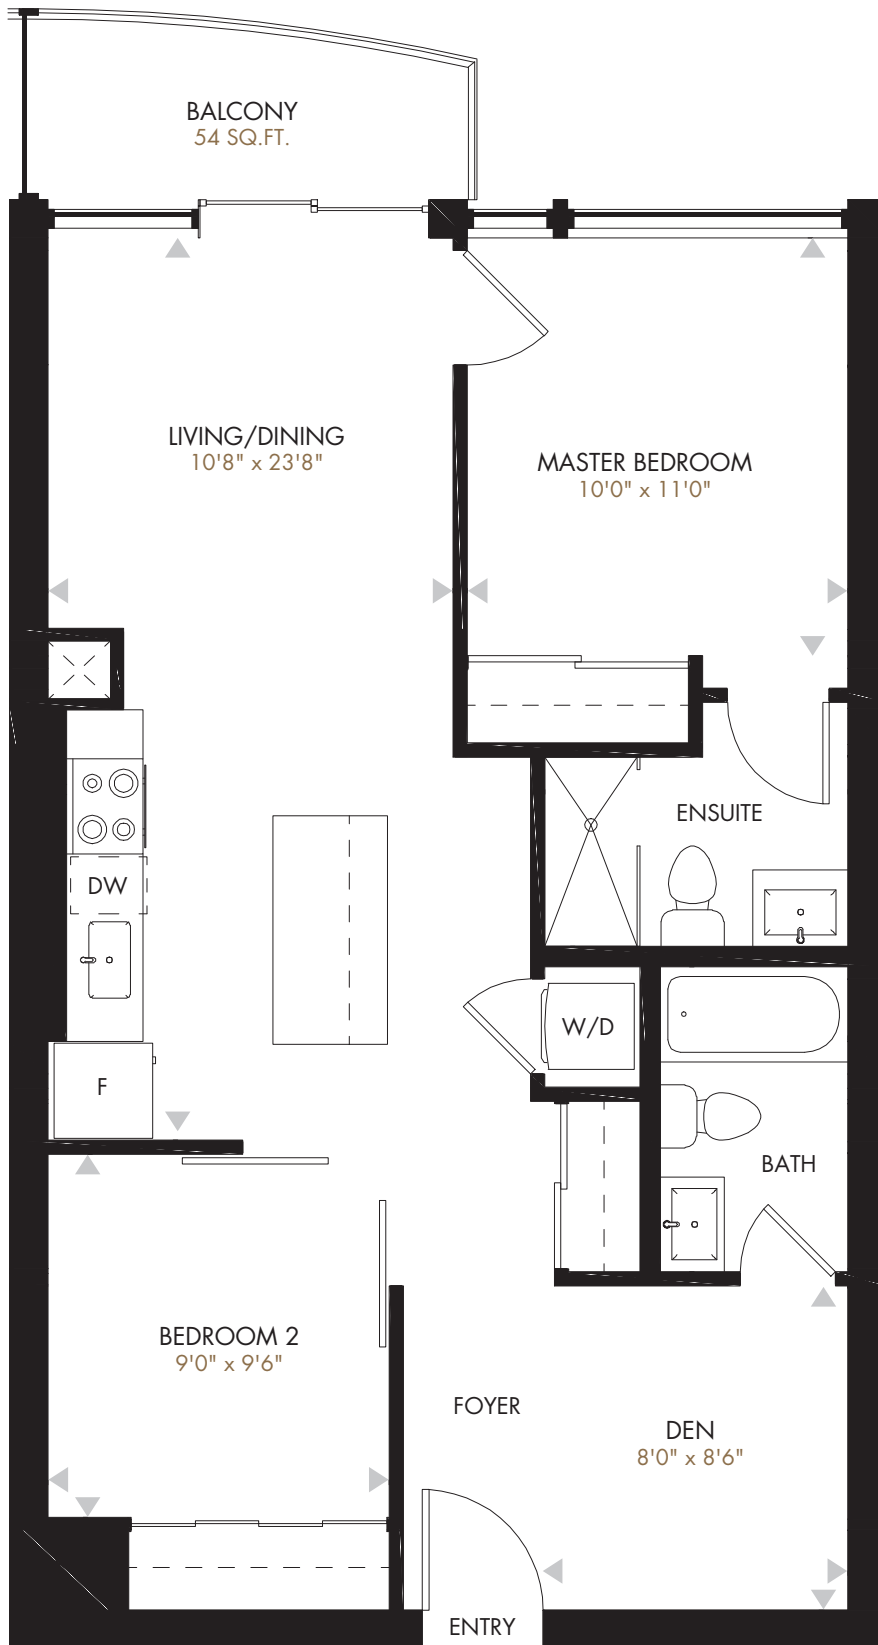 BALCONY
54 SQ.FT.
LIVING/DINING
10'8" x 23'8"
MASTER BEDROOM
10'0" x 11'0"
ENSUITE
DW
W/D
F
BATH
BEDROOM 2
9'0" x 9'6"
FOYER
DEN
8'0" x 8'6"
ENTRY